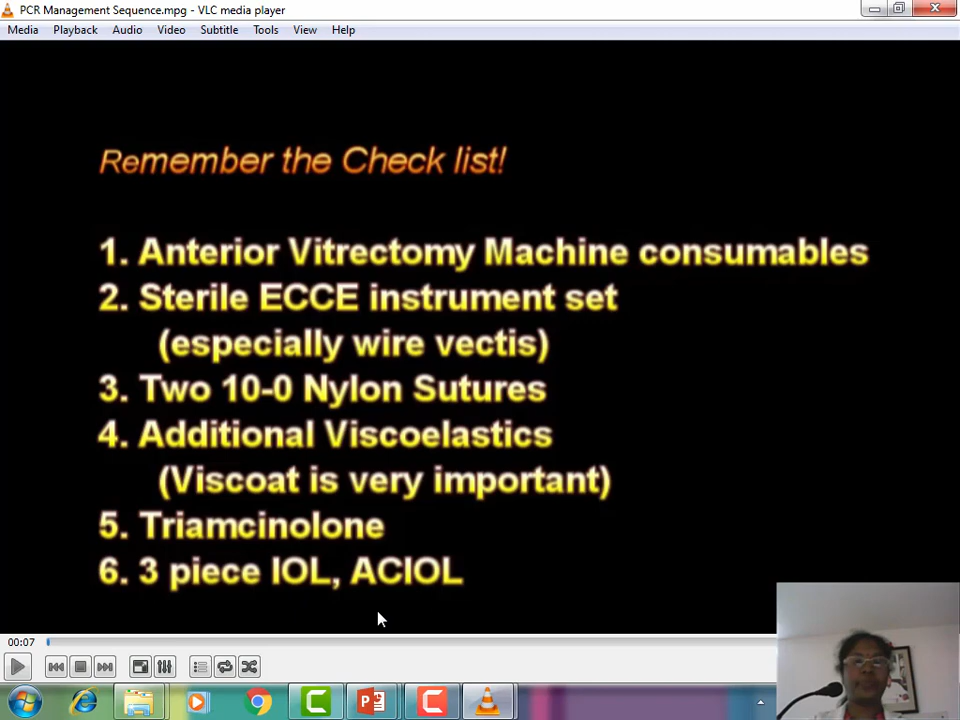 PCR Management Sequence.mpg - VLC media player
Media Playback Audio Video Subtitle Tools View Help
Remember the Check list!
1. Anterior Vitrectomy Machine consumables
2. Sterile ECCE instrument set
(especially wire vectis)
3. Two 10-0 Nylon Sutures
4. Additional Viscoelastics
(Viscoat is very important)
5. Triamcinolone
6. 3 piece IOL, ACIOL
00:07